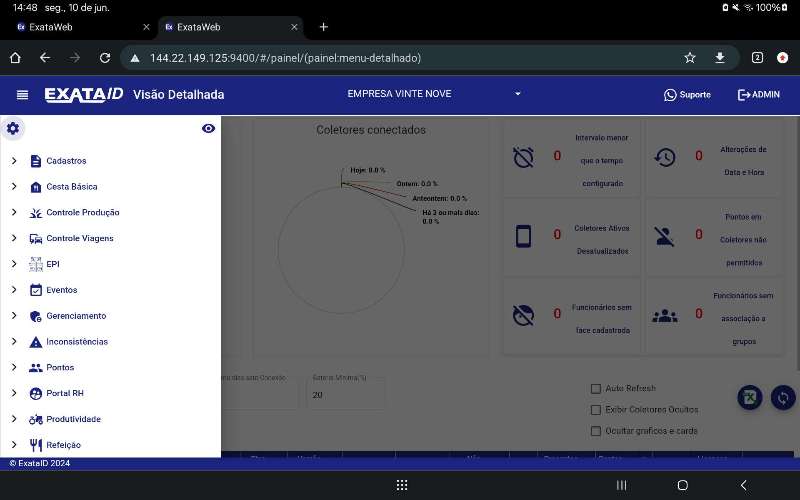 14:48 seg., 10 de jun.
100%
ExataWeb
ExataWeb
144.22.149.125:9400/#/painel/(painel:menu-detalhado)
2
EXATA ID
Visão Detalhada
EMPRESA VINTE NOVE
Suporte
ADMIN
Cadastros
Cesta Básica
Controle Produção
Controle Viagens
EPI
Eventos
Gerenciamento
Inconsistências
Pontos
Portal RH
Produtividade
Refeição
Coletores conectados
Hoje: 0.0 %
Ontem: 0.0 %
Anteontem: 0.0 %
Há 3 ou mais dias:
0.0 %
0
Intervalo menor
que o tempo
configurado
0
Alterações de
Data e Hora
0
Coletores Ativos
Desatualizados
0
Pontos em
Coletores não
permitidos
0
Funcionários sem
face cadastrada
0
Funcionários sem
associação a
grupos
dias sem Conexão
Bateria Mínima(%)
20
Auto Refresh
Exibir Coletores Ocultos
Ocultar graficos e cards
© ExataID 2024